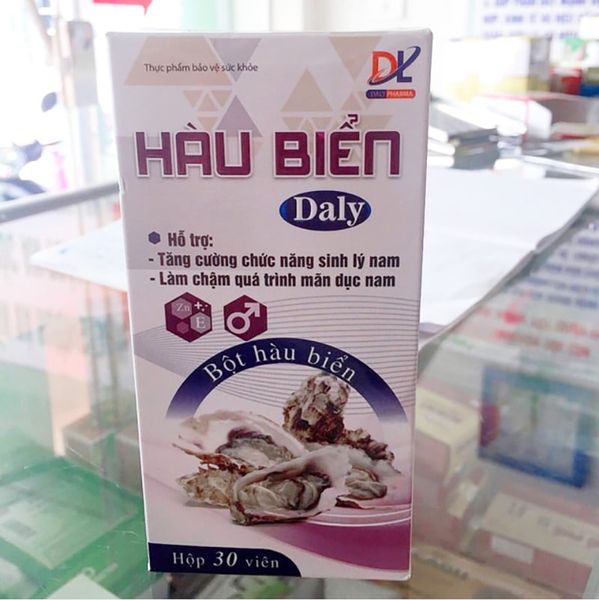 Thực phẩm bảo vệ sức khỏe
DL
DALY PHARMA
HÀU BIỂN
Daly
Hỗ trợ:
- Tăng cường chức năng sinh lý nam
- Làm chậm quá trình mãn dục nam
Zn + E
Bột hàu biển
Hộp 30 viên